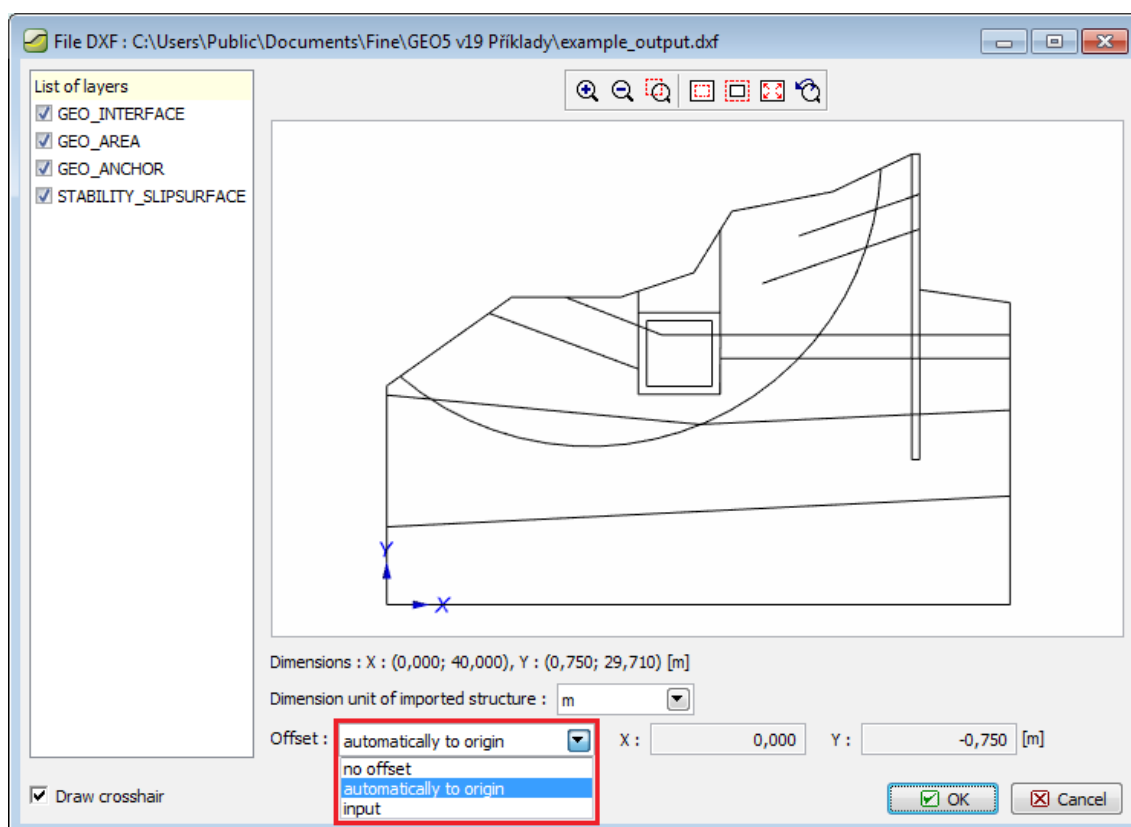 File DXF : C:\Users\Public\Documents\Fine\GEO5 v19 Příklady\example_output.dxf
List of layers
GEO_INTERFACE
GEO_AREA
GEO_ANCHOR
STABILITY_SLIPSURFACE
Y
X
Dimensions : X : (0,000; 40,000), Y : (0,750; 29,710) [m]
Dimension unit of imported structure : m
Offset : automatically to origin X : 0,000 Y : -0,750 [m]
no offset
automatically to origin
input
Draw crosshair OK Cancel